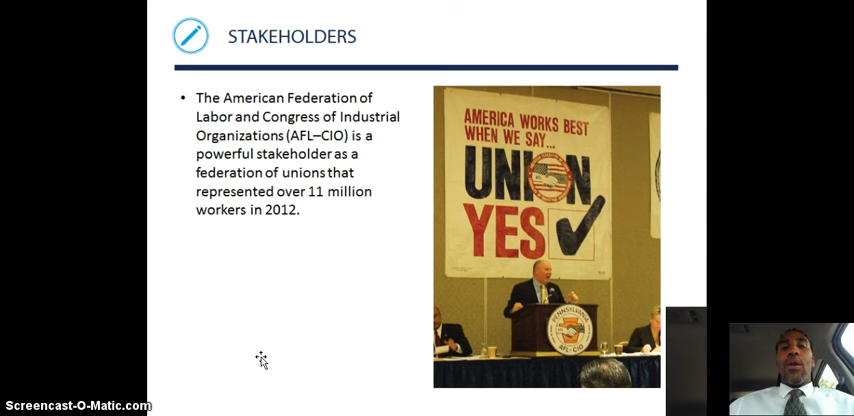 STAKEHOLDERS
• The American Federation of
Labor and Congress of Industrial
Organizations (AFL–CIO) is a
powerful stakeholder as a
federation of unions that
represented over 11 million
workers in 2012.
AMERICA WORKS BEST
WHEN WE SAY...
UNION
YES
PENNSYLVANIA
AFL-CIO
Screencast-O-Matic.com